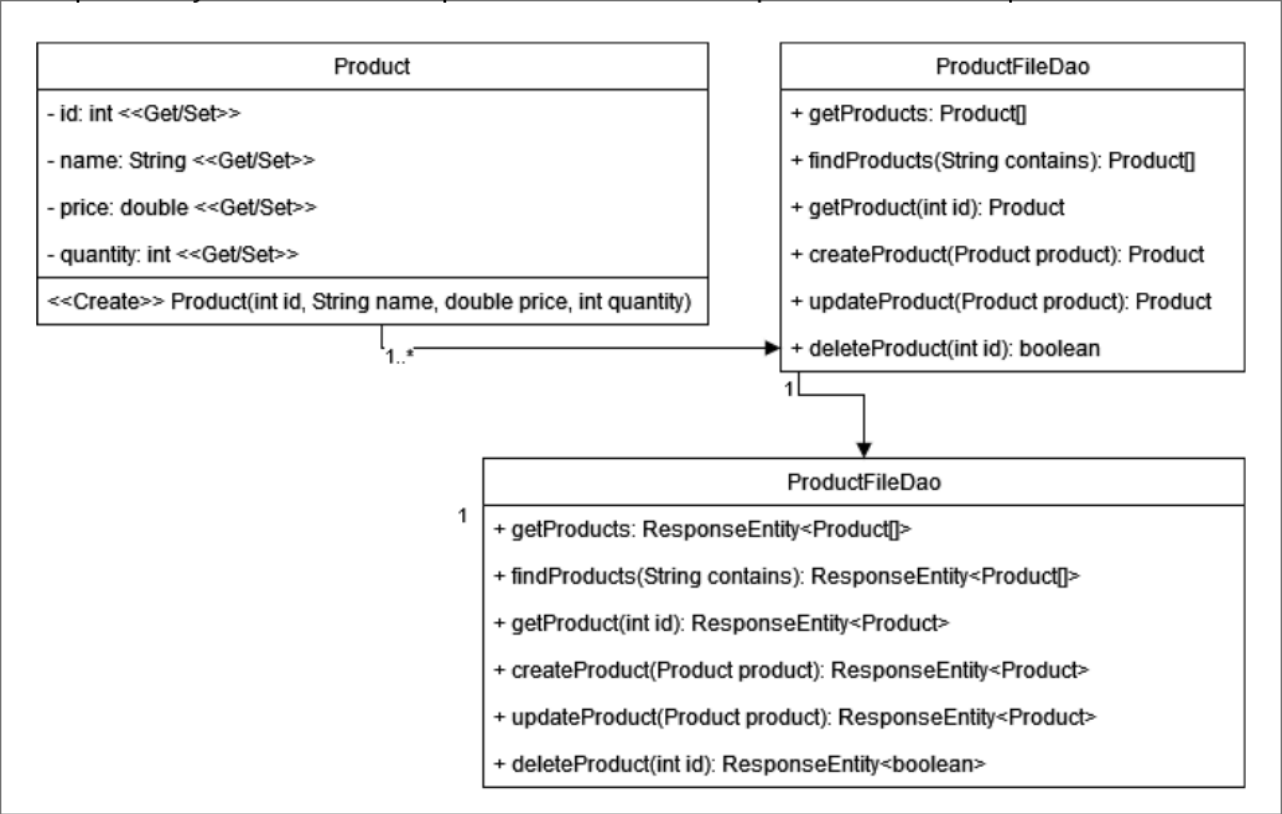 Product
- id: int <<Get/Set>>
- name: String <<Get/Set>>
- price: double <<Get/Set>>
- quantity: int <<Get/Set>>
<<Create>> Product(int id, String name, double price, int quantity)
1..*
ProductFileDao
+ getProducts: Product[]
+ findProducts(String contains): Product[]
+ getProduct(int id): Product
+ createProduct(Product product): Product
+ updateProduct(Product product): Product
+ deleteProduct(int id): boolean
1
ProductFileDao
1
+ getProducts: ResponseEntity<Product[]>
+ findProducts(String contains): ResponseEntity<Product[]>
+ getProduct(int id): ResponseEntity<Product>
+ createProduct(Product product): ResponseEntity<Product>
+ updateProduct(Product product): ResponseEntity<Product>
+ deleteProduct(int id): ResponseEntity<boolean>